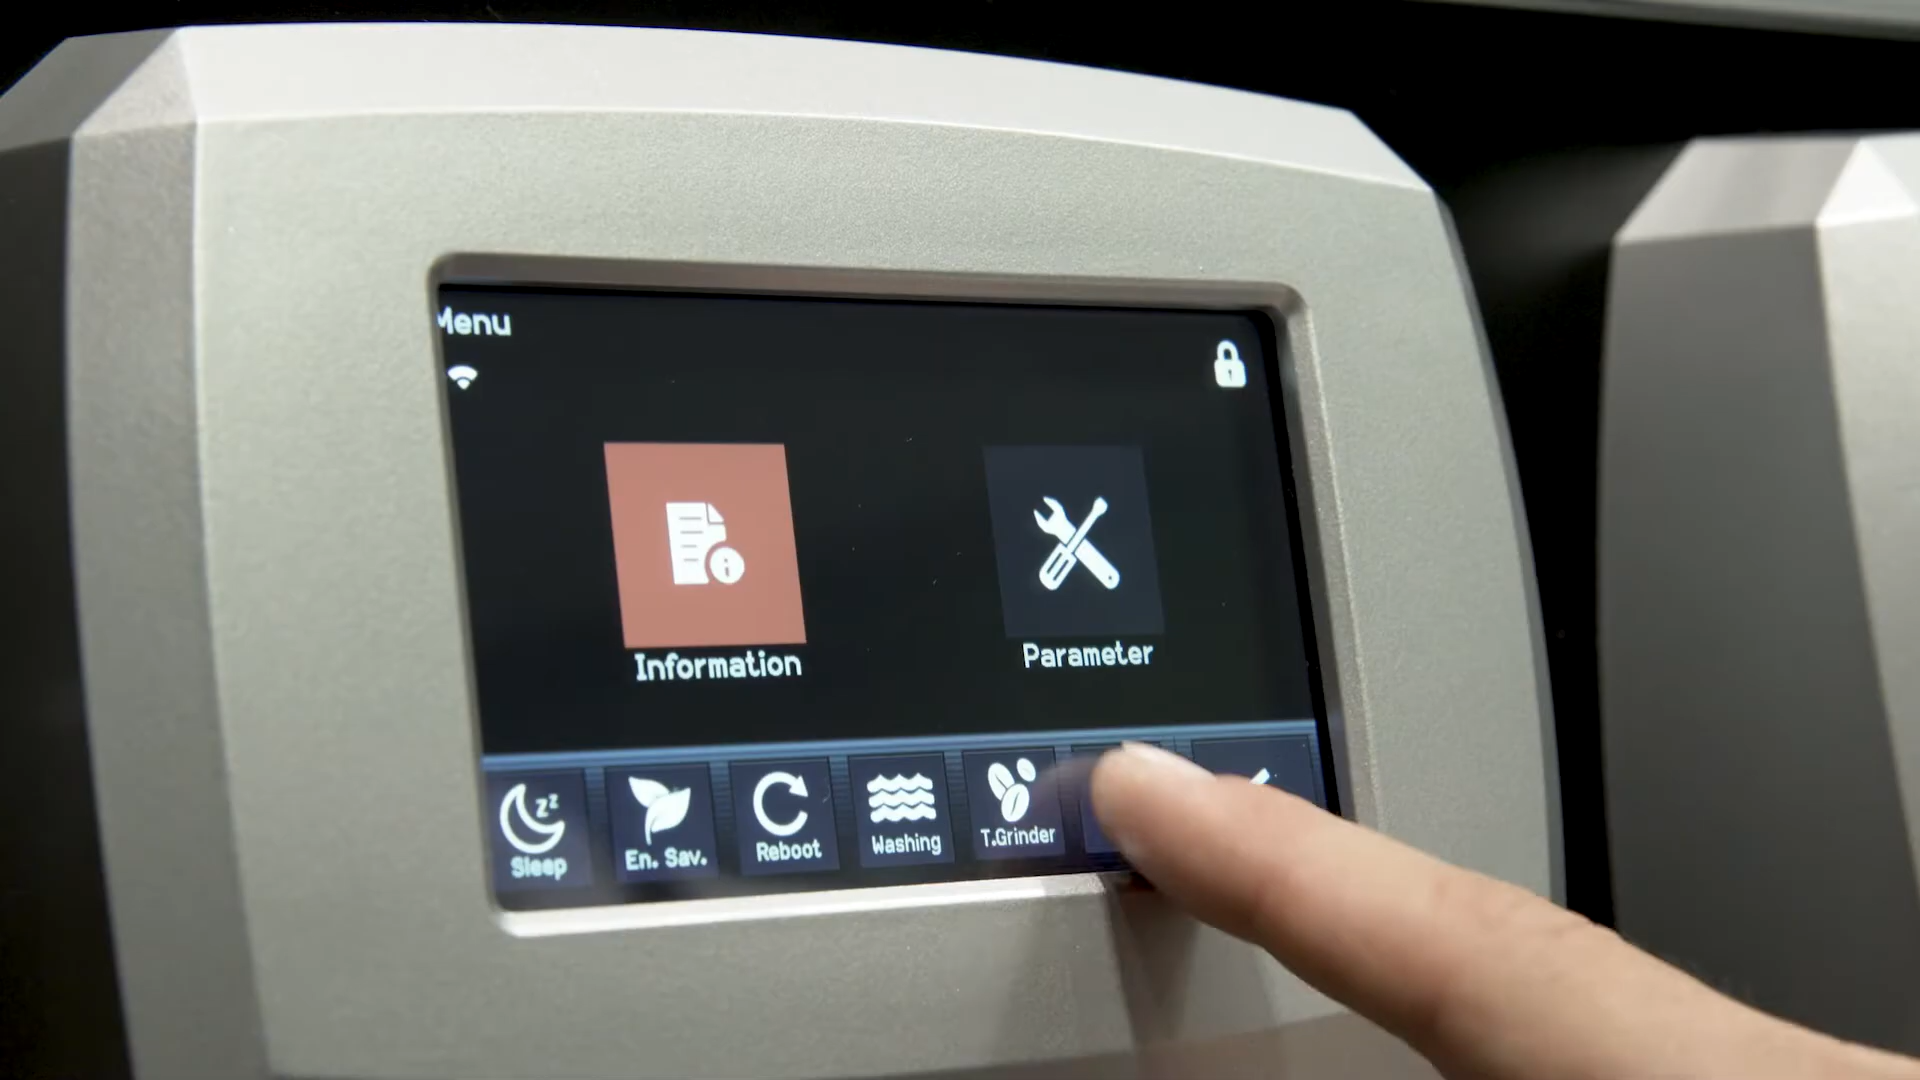 Menu
Information
Parameter
Sleep
En. Sav.
Reboot
Washing
T.Grinder